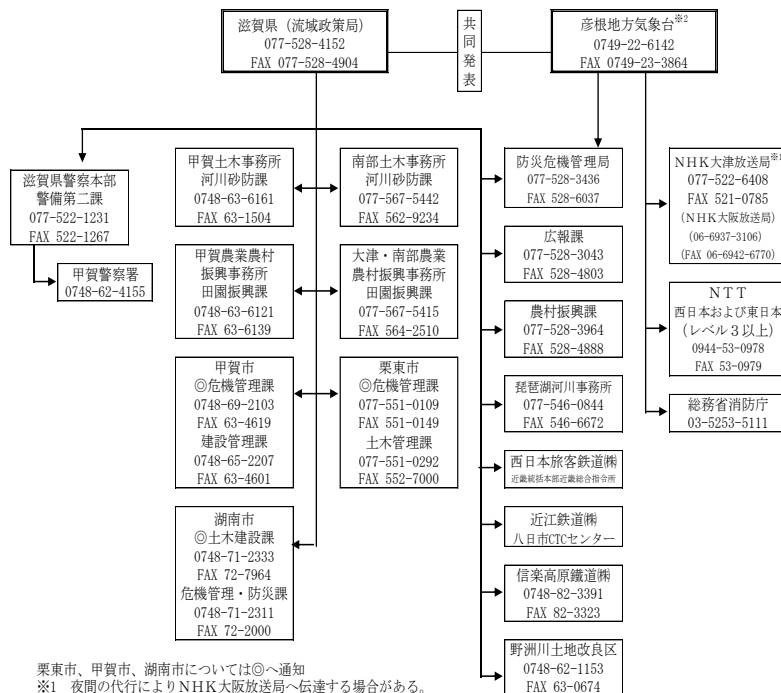 滋賀県（流域政策局）
077-528-4152
FAX 077-528-4904
共
同
発
表
彦根地方気象台※2
0749-22-6142
FAX 0749-23-3864
滋賀県警察本部
警備第二課
077-522-1231
FAX 522-1267
甲賀警察署
0748-62-4155
甲賀土木事務所
河川砂防課
0748-63-6161
FAX 63-1504
南部土木事務所
河川砂防課
077-567-5442
FAX 562-9234
甲賀農業農村
振興事務所
田園振興課
0748-63-6121
FAX 63-6139
大津・南部農業
農村振興事務所
田園振興課
077-567-5415
FAX 564-2510
甲賀市
◎危機管理課
0748-69-2103
FAX 63-4619
建設管理課
0748-65-2207
FAX 63-4601
栗東市
◎危機管理課
077-551-0109
FAX 551-0149
土木管理課
077-551-0292
FAX 552-7000
湖南市
◎土木建設課
0748-71-2333
FAX 72-7964
危機管理・防災課
0748-71-2311
FAX 72-2000
防災危機管理局
077-528-3436
FAX 528-6037
広報課
077-528-3043
FAX 528-4803
農村振興課
077-528-3964
FAX 528-4888
琵琶湖河川事務所
077-546-0844
FAX 546-6672
西日本旅客鉄道㈱
近畿統括本部近畿総合指令所
近江鉄道㈱
八日市CTCセンター
信楽高原鐵道㈱
0748-82-3391
FAX 82-3323
野洲川土地改良区
0748-62-1153
FAX 63-0674
NHK大津放送局※1
077-522-6408
FAX 521-0785
(NHK大阪放送局)
(06-6937-3106)
(FAX 06-6942-6770)
NTT
西日本および東日本
(レベル３以上)
0944-53-0978
FAX 53-0979
総務省消防庁
03-5253-5111
栗東市、甲賀市、湖南市については◎へ通知
※1　夜間の代行によりNHK大阪放送局へ伝達する場合がある。